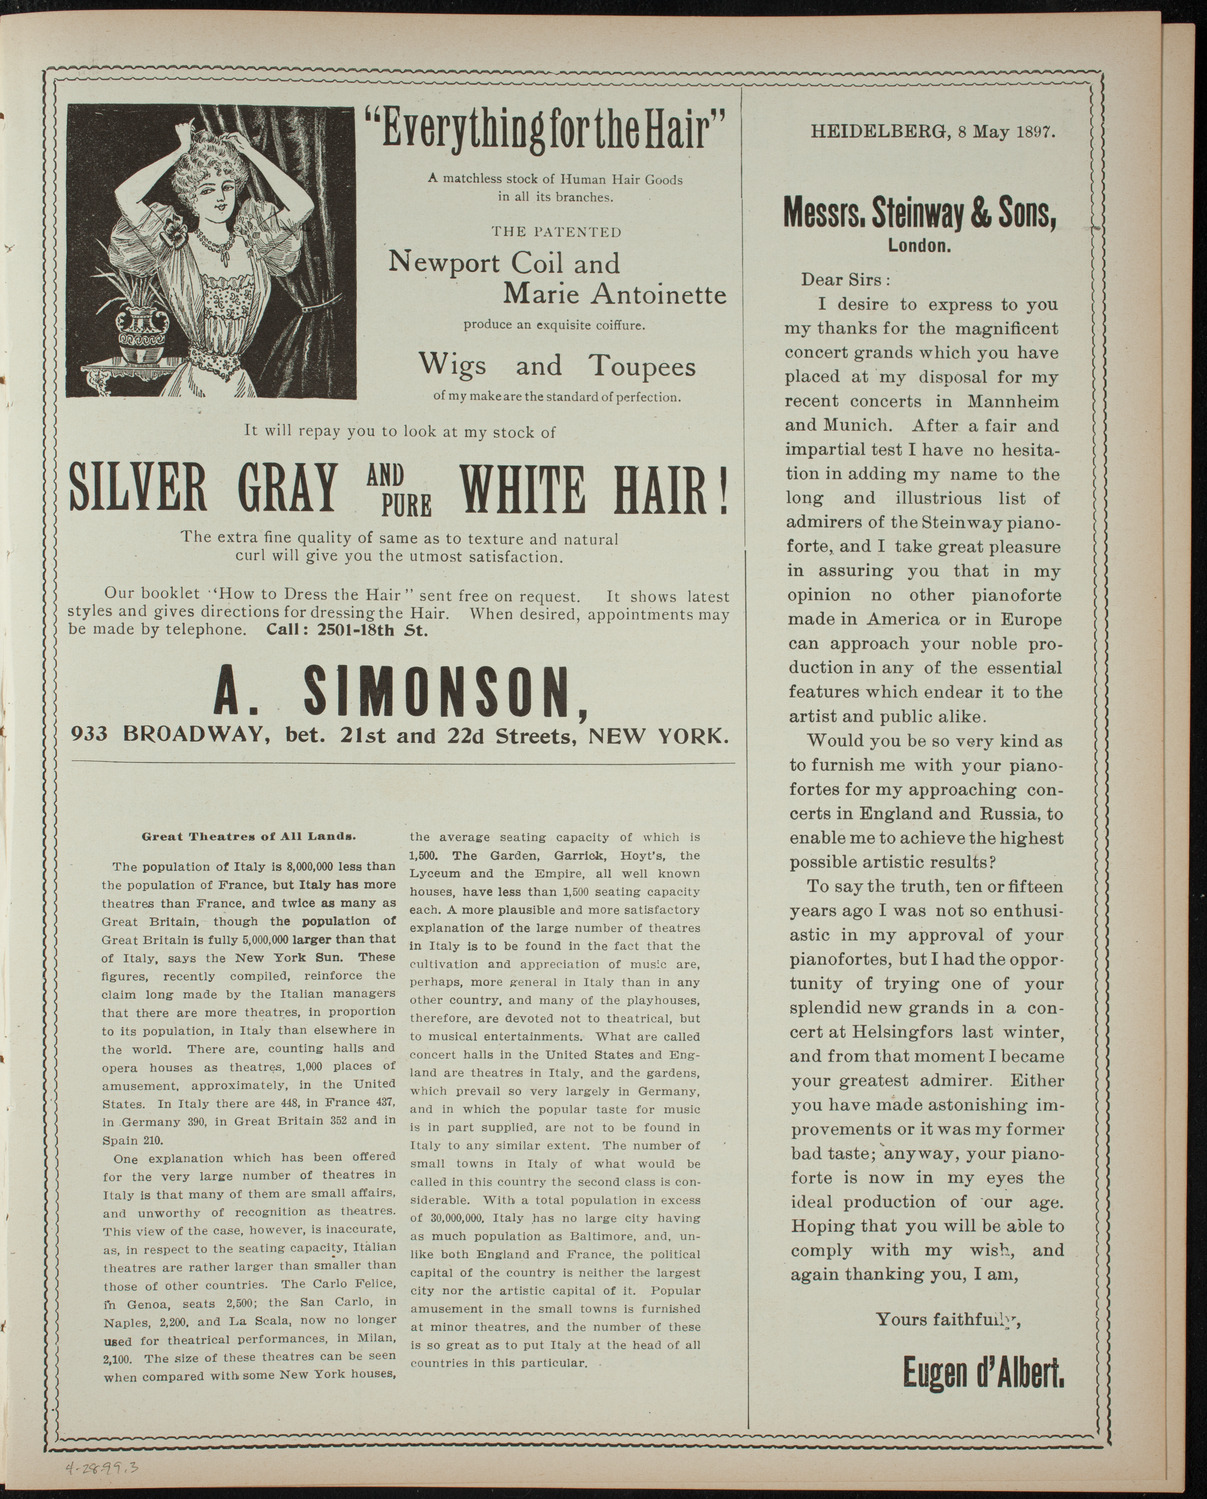 “Everything for the Hair”
A matchless stock of Human Hair Goods
in all its branches.
THE PATENTED
Newport Coil and
Marie Antoinette
produce an exquisite coiffure.
Wigs and Toupees
of my make are the standard of perfection.
It will repay you to look at my stock of
SILVER GRAY AND PURE WHITE HAIR!
The extra fine quality of same as to texture and natural
curl will give you the utmost satisfaction.
Our booklet “How to Dress the Hair” sent free on request. It shows latest
styles and gives directions for dressing the Hair. When desired, appointments may
be made by telephone. Call: 2501-18th St.
A. SIMONSON,
933 BROADWAY, bet. 21st and 22d Streets, NEW YORK.
Great Theatres of All Lands.
The population of Italy is 8,000,000 less than
the population of France, but Italy has more
theatres than France, and twice as many as
Great Britain, though the population of
Great Britain is fully 5,000,000 larger than that
of Italy, says the New York Sun. These
figures, recently compiled, reinforce the
claim long made by the Italian managers
that there are more theatres, in proportion
to its population, in Italy than elsewhere in
the world. There are, counting halls and
opera houses as theatres, 1,000 places of
amusement, approximately, in the United
States. In Italy there are 448, in France 437,
in Germany 390, in Great Britain 352 and in
Spain 210.
One explanation which has been offered
for the very large number of theatres in
Italy is that many of them are small affairs,
and unworthy of recognition as theatres.
This view of the case, however, is inaccurate,
as, in respect to the seating capacity, Italian
theatres are rather larger than smaller than
those of other countries. The Carlo Felice,
in Genoa, seats 2,500; the San Carlo, in
Naples, 2,200, and La Scala, now no longer
used for theatrical performances, in Milan,
2,100. The size of these theatres can be seen
when compared with some New York houses,
the average seating capacity of which is
1,500. The Garden, Garrick, Hoyt's, the
Lyceum and the Empire, all well known
houses, have less than 1,500 seating capacity
each. A more plausible and more satisfactory
explanation of the large number of theatres
in Italy is to be found in the fact that the
cultivation and appreciation of music are,
perhaps, more general in Italy than in any
other country, and many of the playhouses,
therefore, are devoted not to theatrical, but
to musical entertainments. What are called
concert halls in the United States and Eng-
land are theatres in Italy, and the gardens,
which prevail so very largely in Germany,
and in which the popular taste for music
is in part supplied, are not to be found in
Italy to any similar extent. The number of
small towns in Italy of what would be
called in this country the second class is con-
siderable. With a total population in excess
of 30,000,000, Italy has no large city having
as much population as Baltimore, and, un-
like both England and France, the political
capital of the country is neither the largest
city nor the artistic capital of it. Popular
amusement in the small towns is furnished
at minor theatres, and the number of these
is so great as to put Italy at the head of all
countries in this particular.
HEIDELBERG, 8 May 1897.
Messrs. Steinway & Sons,
London.
Dear Sirs:
I desire to express to you
my thanks for the magnificent
concert grands which you have
placed at my disposal for my
recent concerts in Mannheim
and Munich. After a fair and
impartial test I have no hesita-
tion in adding my name to the
long and illustrious list of
admirers of the Steinway piano-
forte, and I take great pleasure
in assuring you that in my
opinion no other pianoforte
made in America or in Europe
can approach your noble pro-
duction in any of the essential
features which endear it to the
artist and public alike.
Would you be so very kind as
to furnish me with your piano-
fortes for my approaching con-
certs in England and Russia, to
enable me to achieve the highest
possible artistic results?
To say the truth, ten or fifteen
years ago I was not so enthusi-
astic in my approval of your
pianofortes, but I had the oppor-
tunity of trying one of your
splendid new grands in a con-
cert at Helsingfors last winter,
and from that moment I became
your greatest admirer. Either
you have made astonishing im-
provements or it was my former
bad taste; anyway, your piano-
forte is now in my eyes the
ideal production of our age.
Hoping that you will be able to
comply with my wish, and
again thanking you, I am,
Yours faithfully,
Eugen d'Albert.
4-28-99.3